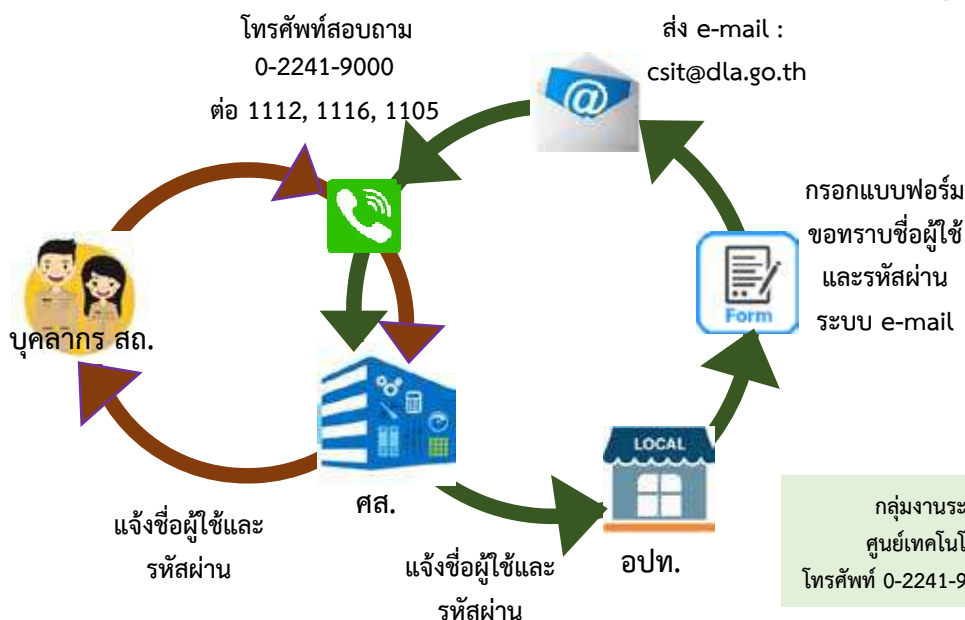 โทรศัพท์สอบถาม
0-2241-9000
ต่อ 1112, 1116, 1105
ส่ง e-mail :
csit@dla.go.th
กรอกแบบฟอร์ม
ขอทราบชื่อผู้ใช้
และรหัสผ่าน
ระบบ e-mail
Form
บุคลากร สถ.
LOCAL
ศส.
อปท.
แจ้งชื่อผู้ใช้และ
รหัสผ่าน
แจ้งชื่อผู้ใช้และ
รหัสผ่าน
กลุ่มงานระ
ศูนย์เทคโนโ
โทรศัพท์ 0-2241-9